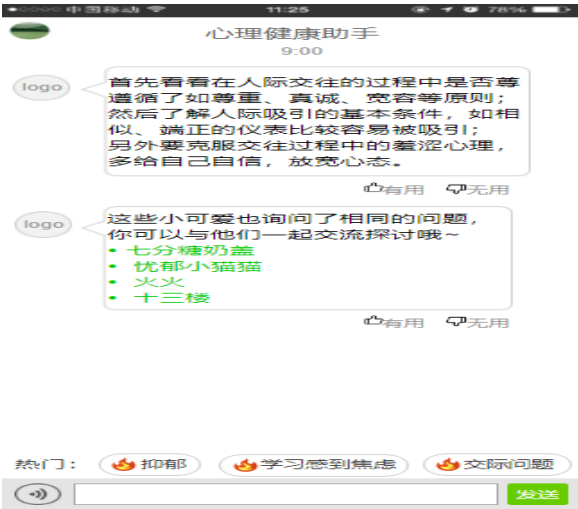 中国移动
11:25
78%
心理健康助手
9:00
logo
首先看看在人际交往的过程中是否尊
遵循了如尊重、真诚、宽容等原则;
然后了解人际吸引的基本条件，如相
似、端正的仪表比较容易被吸引;
另外要克服交往过程中的羞涩心理，
多给自己自信，放宽心态。
有用 无用
logo
这些小可爱也询问了相同的问题，
你可以与他们一起交流探讨哦~
• 七分糖奶盖
• 忧郁小猫猫
• 火火
• 十三楼
有用 无用
热门: 抑郁 学习感到焦虑 交际问题
发送